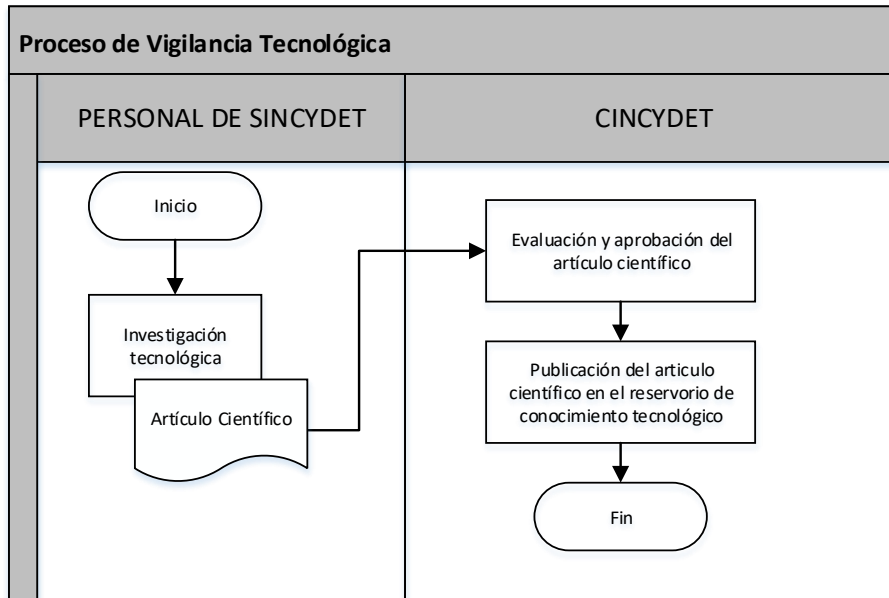 Proceso de Vigilancia Tecnológica
PERSONAL DE SINCYDET
CINCYDET
Inicio
Investigación
tecnológica
Artículo Científico
Evaluación y aprobación del
artículo científico
Publicación del articulo
científico en el reservorio de
conocimiento tecnológico
Fin